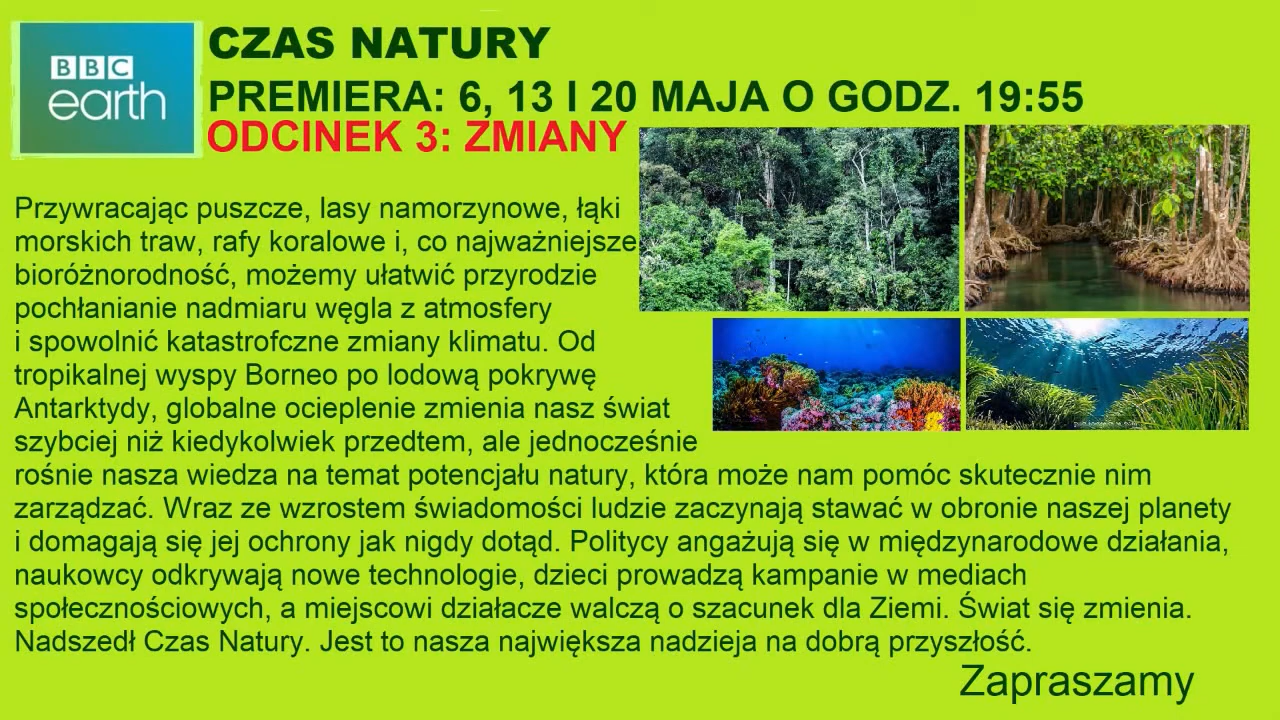 BBC
earth
CZAS NATURY
PREMIERA: 6, 13 I 20 MAJA O GODZ. 19:55
ODCINEK 3: ZMIANY
Przywracając puszcze, lasy namorzynowe, łąki
morskich traw, rafy koralowe i, co najważniejsze
bioróżnorodność, możemy ułatwić przyrodzie
pochłanianie nadmiaru węgla z atmosfery
i spowolnić katastrofczne zmiany klimatu. Od
tropikalnej wyspy Borneo po lodową pokrywę
Antarktydy, globalne ocieplenie zmienia nasz świat
szybciej niż kiedykolwiek przedtem, ale jednocześnie
rośnie nasza wiedza na temat potencjału natury, która może nam pomóc skutecznie nim
zarządzać. Wraz ze wzrostem świadomości ludzie zaczynają stawać w obronie naszej planety
i domagają się jej ochrony jak nigdy dotąd. Politycy angażują się w międzynarodowe działania,
naukowcy odkrywają nowe technologie, dzieci prowadzą kampanie w mediach
społecznościowych, a miejscowi działacze walczą o szacunek dla Ziemi. Świat się zmienia.
Nadszedł Czas Natury. Jest to nasza największa nadzieja na dobrą przyszłość.
Zapraszamy